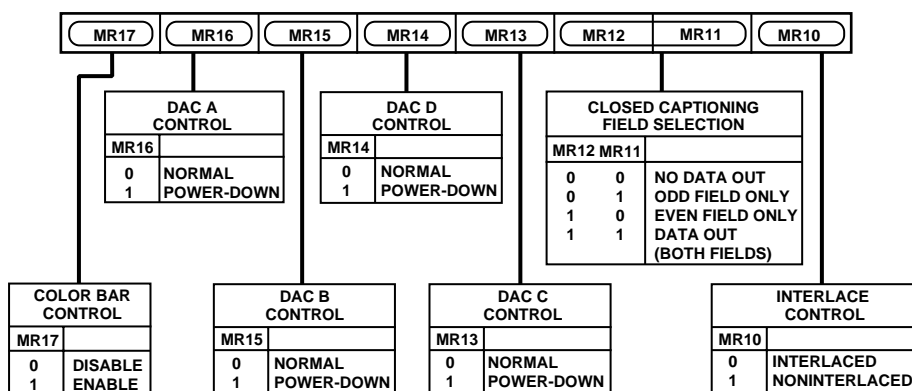 MR17 MR16 MR15 MR14 MR13 MR12 MR11 MR10
DAC A
CONTROL
MR16
0 NORMAL
1 POWER-DOWN
DAC D
CONTROL
MR14
0 NORMAL
1 POWER-DOWN
CLOSED CAPTIONING
FIELD SELECTION
MR12 MR11
0 0 NO DATA OUT
0 1 ODD FIELD ONLY
1 0 EVEN FIELD ONLY
1 1 DATA OUT
(BOTH FIELDS)
COLOR BAR
CONTROL
MR17
0 DISABLE
1 ENABLE
DAC B
CONTROL
MR15
0 NORMAL
1 POWER-DOWN
DAC C
CONTROL
MR13
0 NORMAL
1 POWER-DOWN
INTERLACE
CONTROL
MR10
0 INTERLACED
1 NONINTERLACED